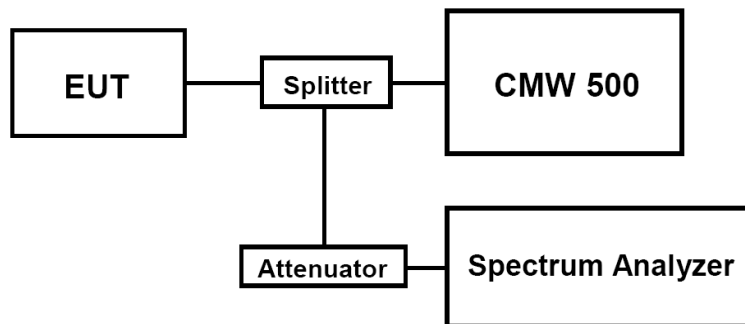 EUT
Splitter
CMW 500
Attenuator
Spectrum Analyzer